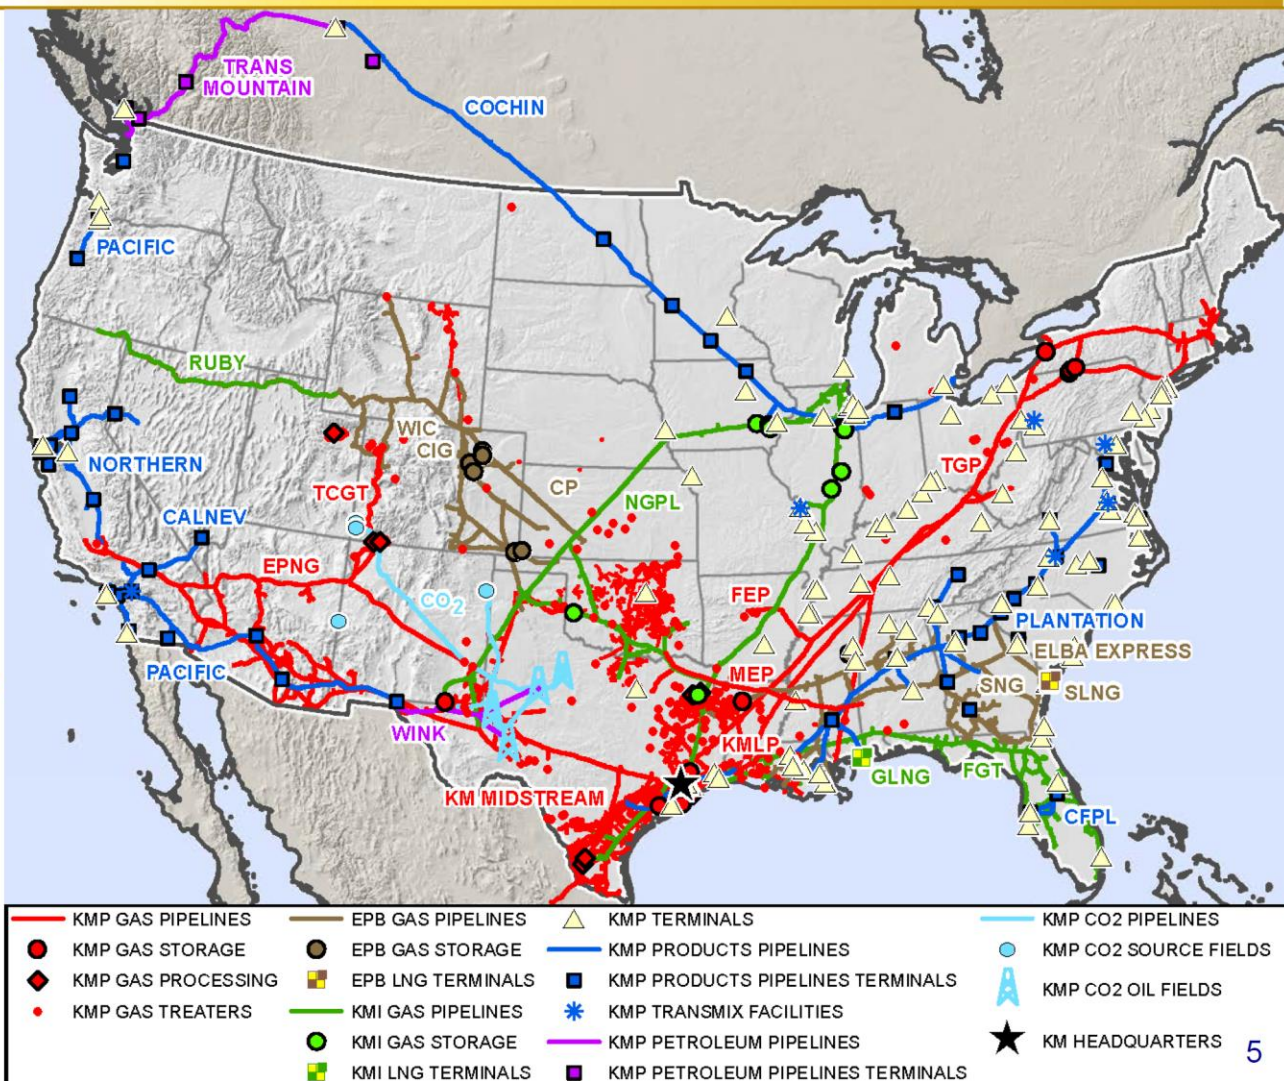 TRANS
MOUNTAIN
COCHIN
PACIFIC
RUBY
WIC
CIG
NORTHERN
TCGT
CP
NGPL
TGP
CALNEV
EPNG
CO2
FEP
PLANTATION
ELBA EXPRESS
PACIFIC
MEP
SNG
SLNG
WINK
KMLP
GLNG
FGT
KM MIDSTREAM
CFPL
KMP GAS PIPELINES
KMP GAS STORAGE
KMP GAS PROCESSING
KMP GAS TREATERS
EPB GAS PIPELINES
EPB GAS STORAGE
EPB LNG TERMINALS
KMI GAS PIPELINES
KMI GAS STORAGE
KMI LNG TERMINALS
KMP TERMINALS
KMP PRODUCTS PIPELINES
KMP PRODUCTS PIPELINES TERMINALS
KMP TRANSMIX FACILITIES
KMP PETROLEUM PIPELINES
KMP PETROLEUM PIPELINES TERMINALS
KMP CO2 PIPELINES
KMP CO2 SOURCE FIELDS
KMP CO2 OIL FIELDS
KM HEADQUARTERS
5